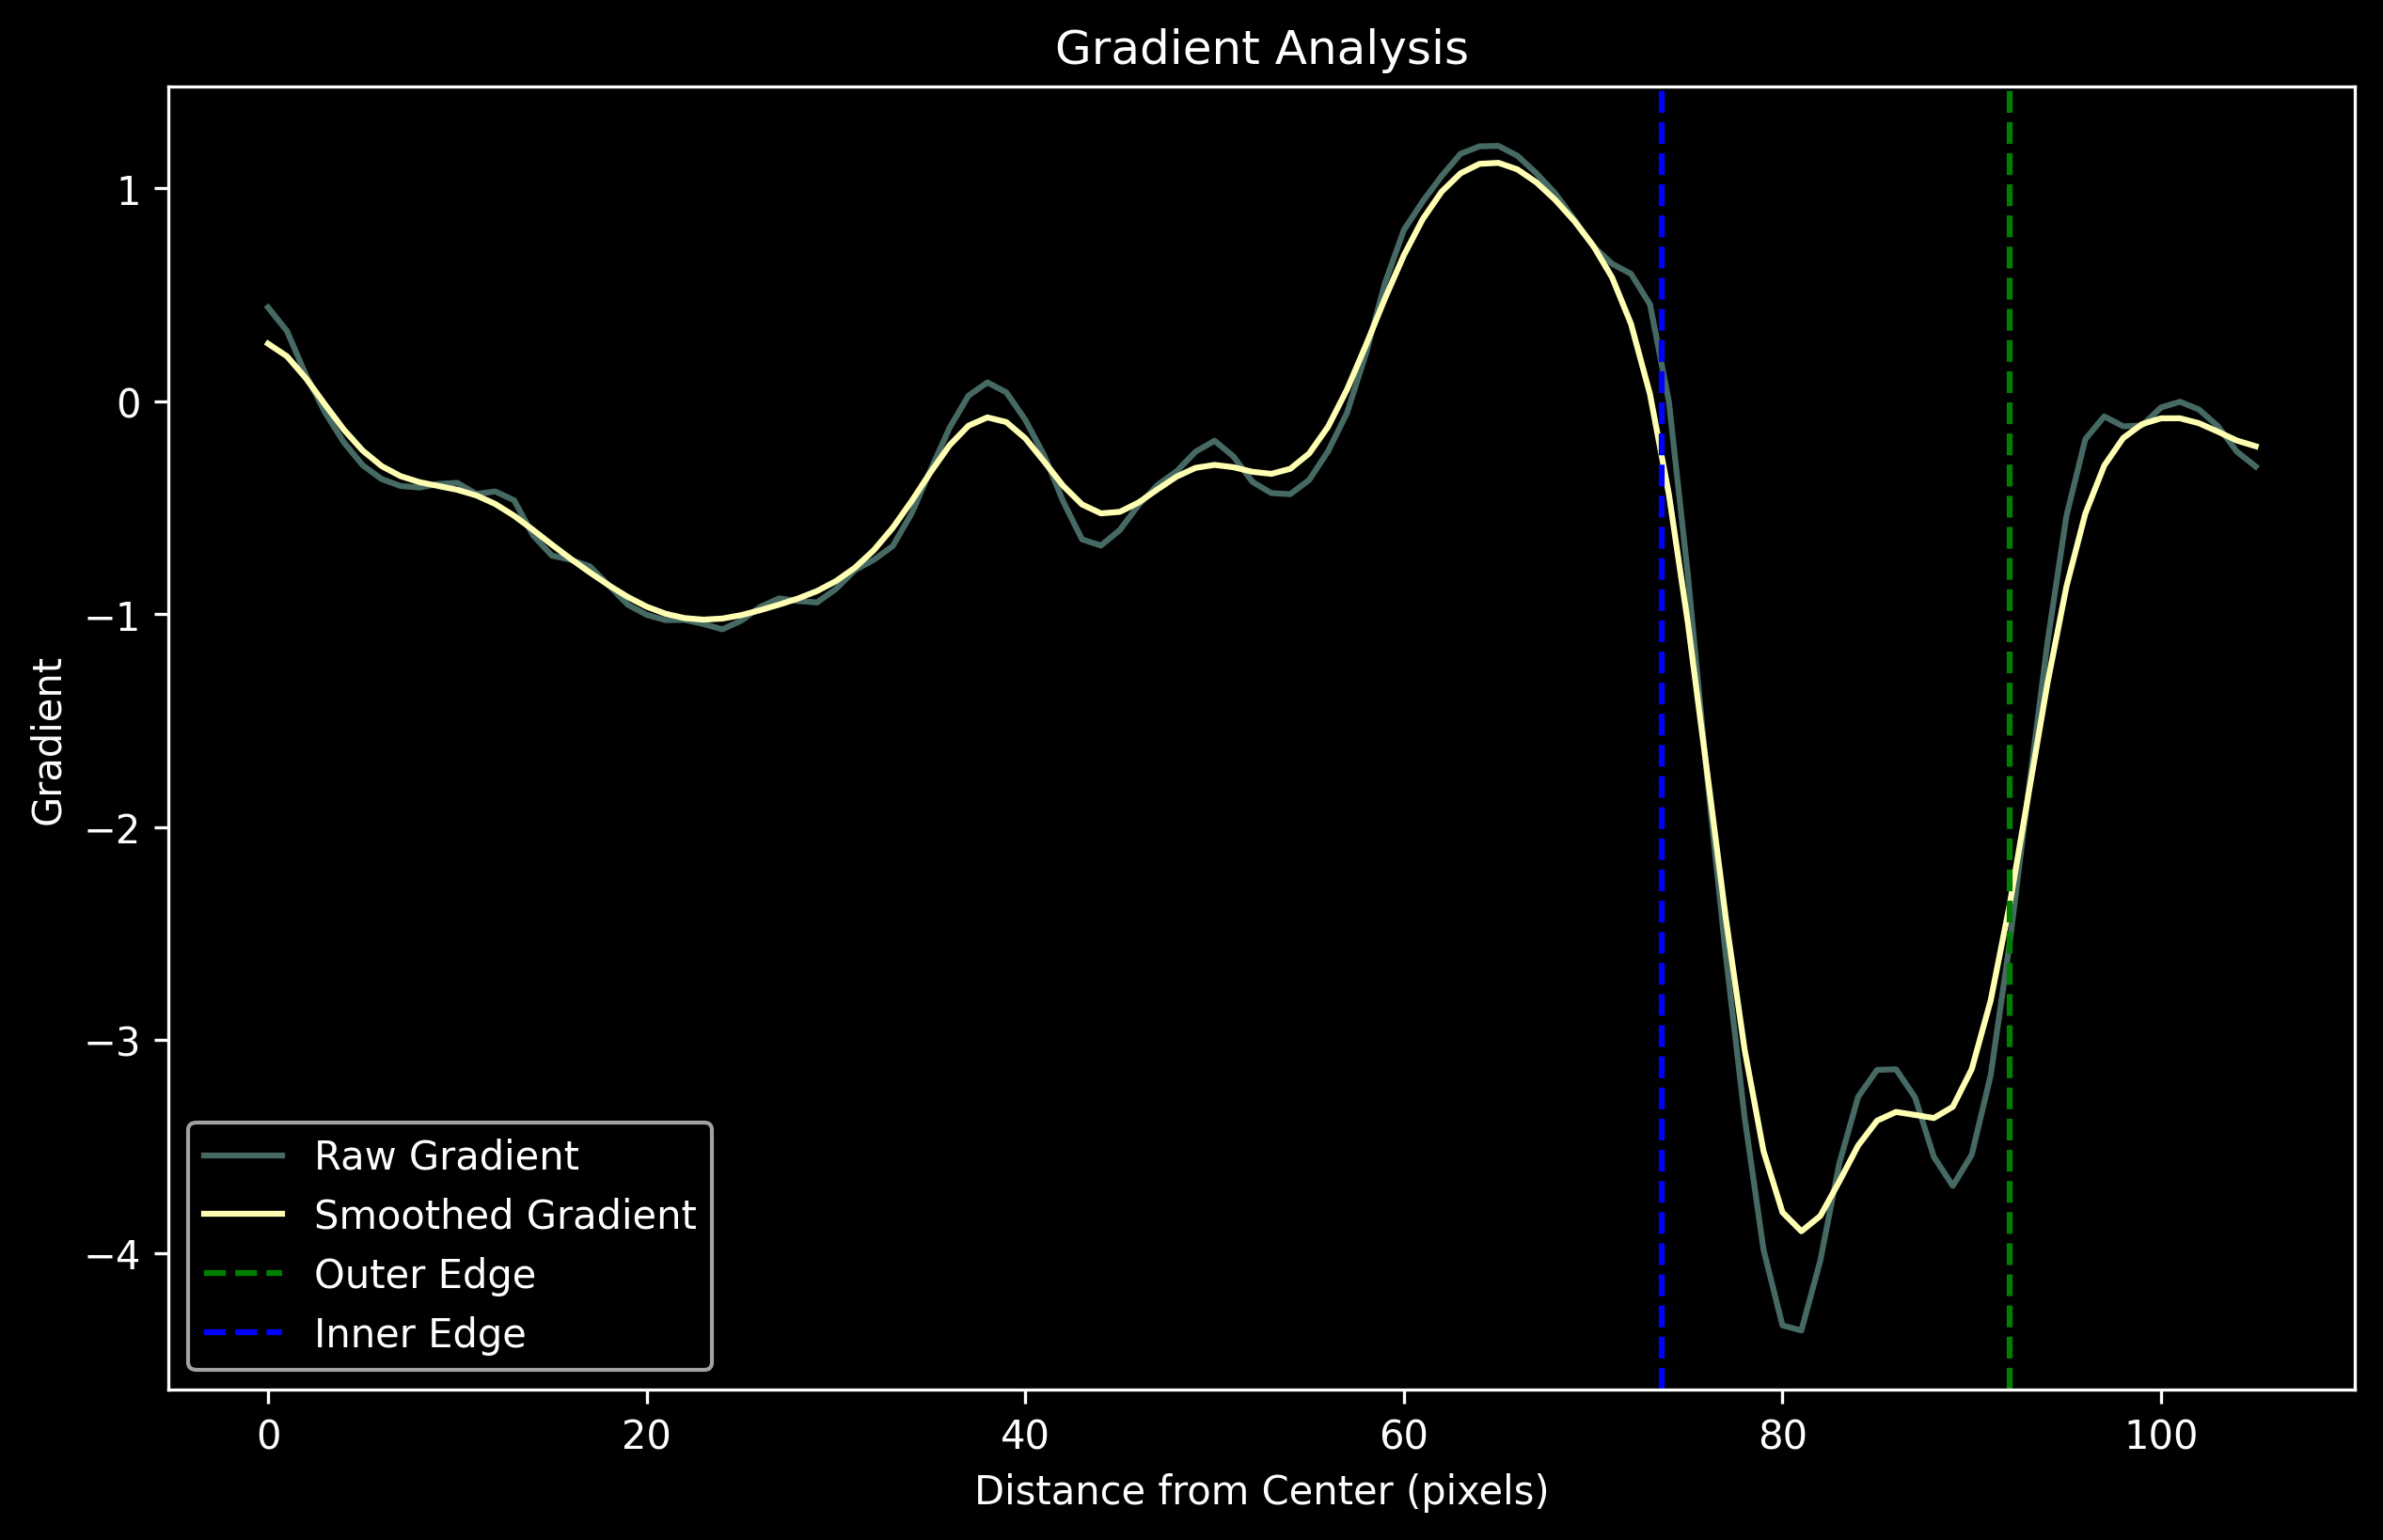 Gradient Analysis
1
0
−1
−2
−3
−4
Gradient
Raw Gradient
Smoothed Gradient
Outer Edge
Inner Edge
0 20 40 60 80 100
Distance from Center (pixels)